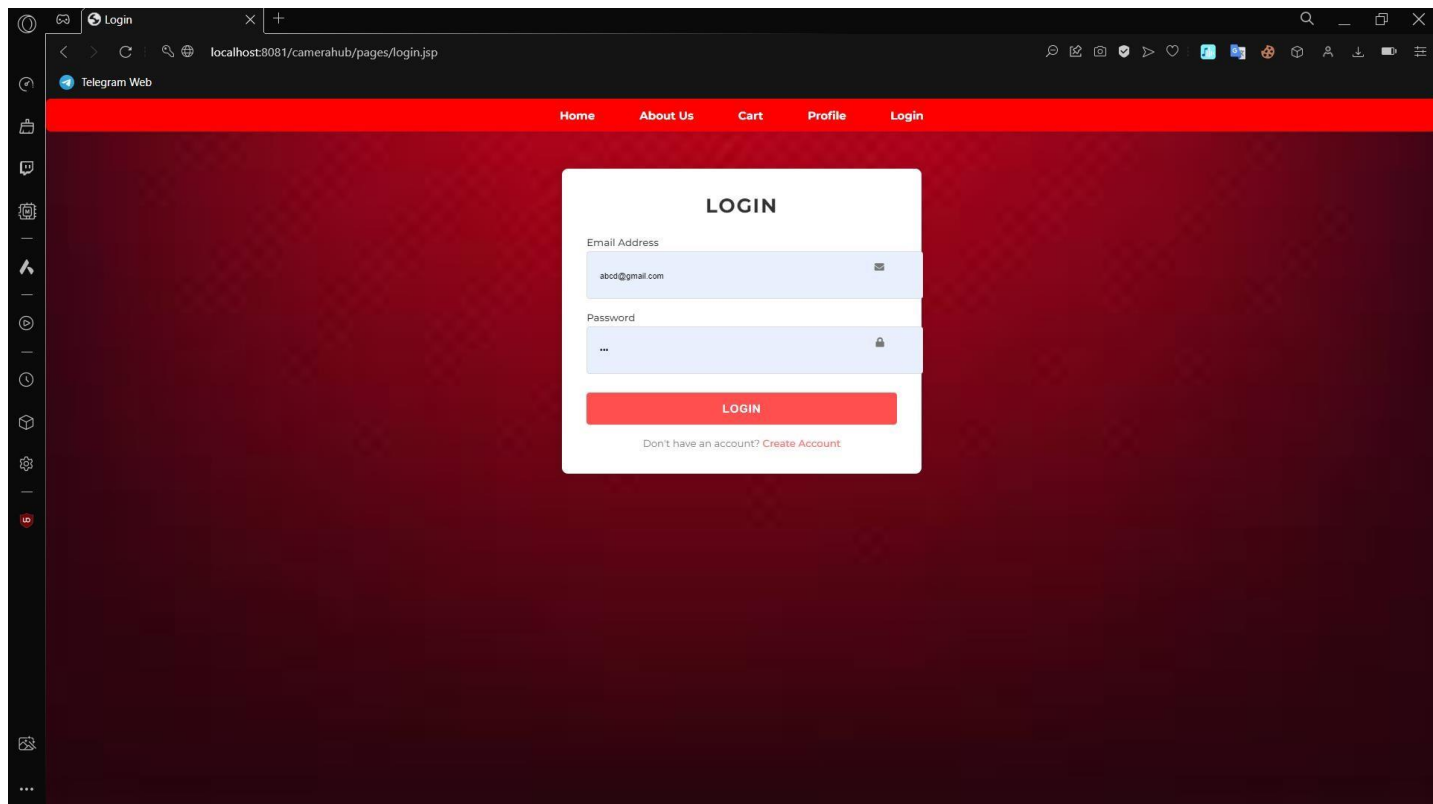 Login
localhost:8081/camerahub/pages/login.jsp
Telegram Web
Home About Us Cart Profile Login
LOGIN
Email Address
abcd@gmail.com
Password
•••
LOGIN
Don't have an account? Create Account